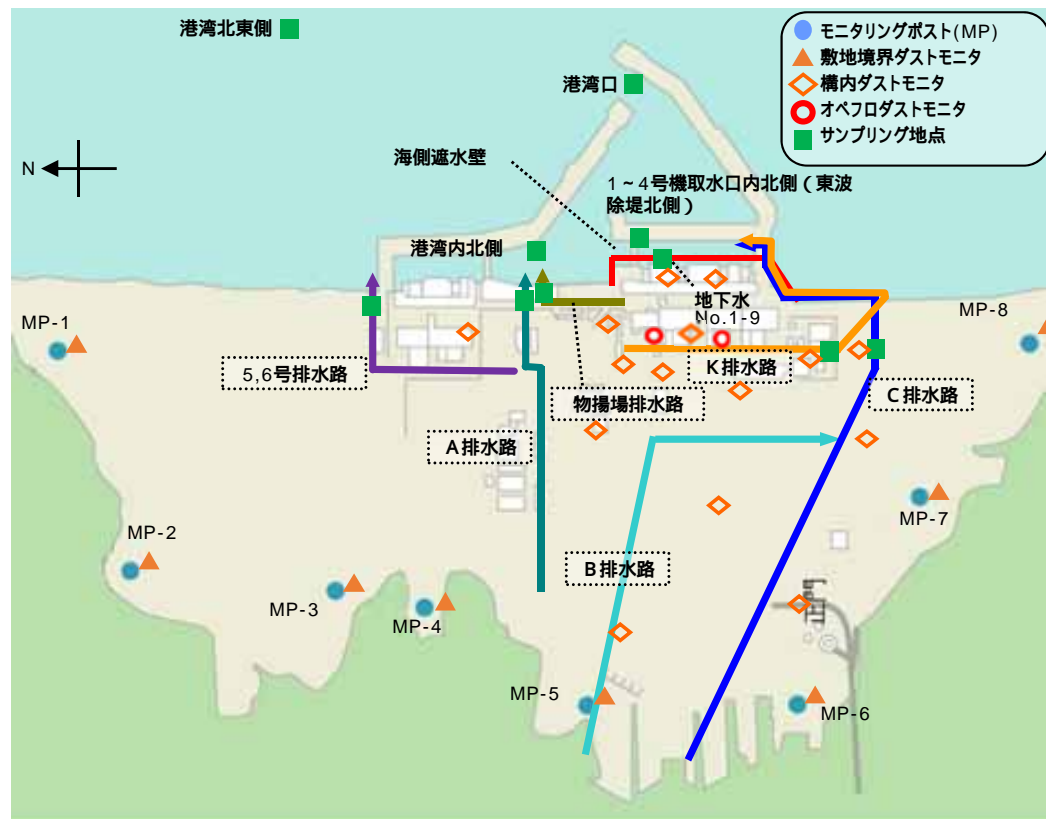 港湾北東側
モニタリングポスト(MP)
敷地境界ダストモニタ
構内ダストモニタ
オペフロダストモニタ
サンプリング地点
港湾口
N
海側遮水壁
1~4号機取水口内北側(東波
除堤北側)
港湾内北側
地下水
No.1-9
MP-1
MP-8
5,6号排水路
K排水路
物揚場排水路
C排水路
A排水路
MP-7
MP-2
B排水路
MP-3
MP-4
MP-5
MP-6